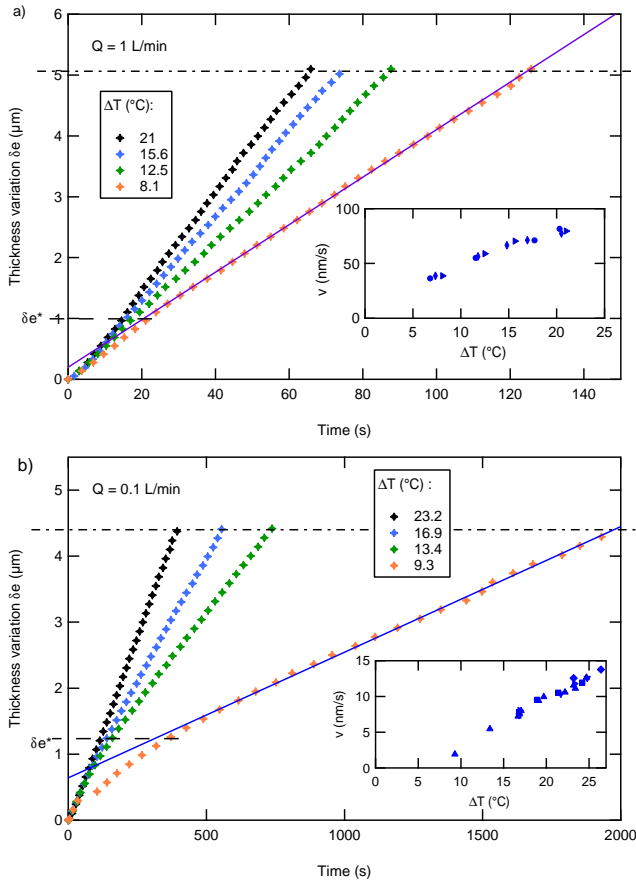 a)
Q = 1 L/min
ΔT (°C):
21
15.6
12.5
8.1
Thickness variation δe (µm)
6
5
4
3
2
1
0
δe*
0 20 40 60 80 100 120 140
Time (s)
v (nm/s)
100
50
0
0 5 10 15 20 25
ΔT (°C)
b)
Q = 0.1 L/min
ΔT (°C) :
23.2
16.9
13.4
9.3
Thickness variation δe (µm)
5
4
3
2
1
0
δe*
0 500 1000 1500 2000
Time (s)
v (nm/s)
15
10
5
0
0 5 10 15 20 25
ΔT (°C)